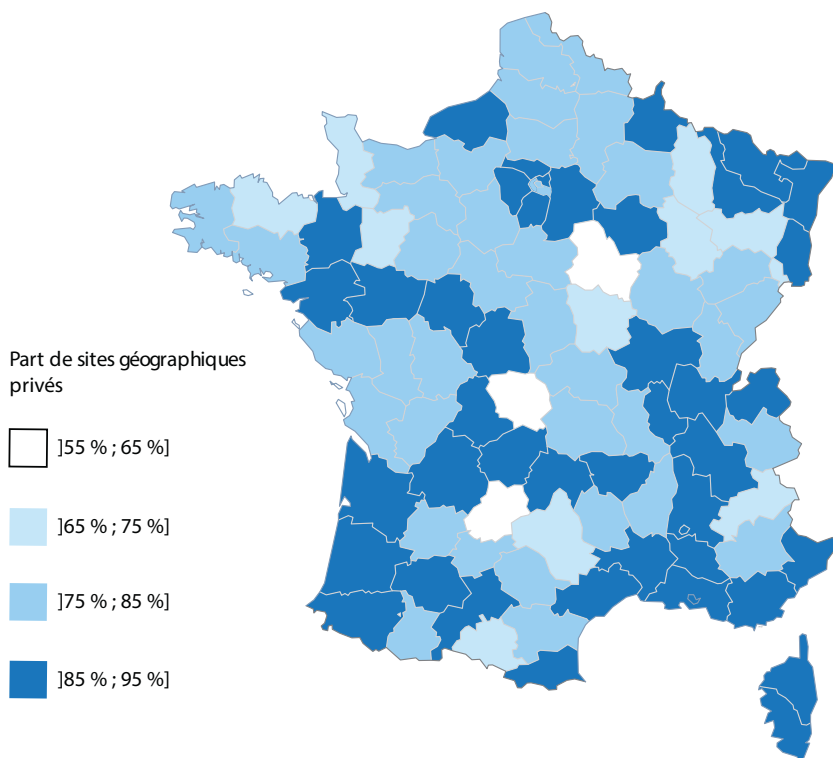 Part de sites géographiques
privés
]55 % ; 65 %]
]65 % ; 75 %]
]75 % ; 85 %]
]85 % ; 95 %]